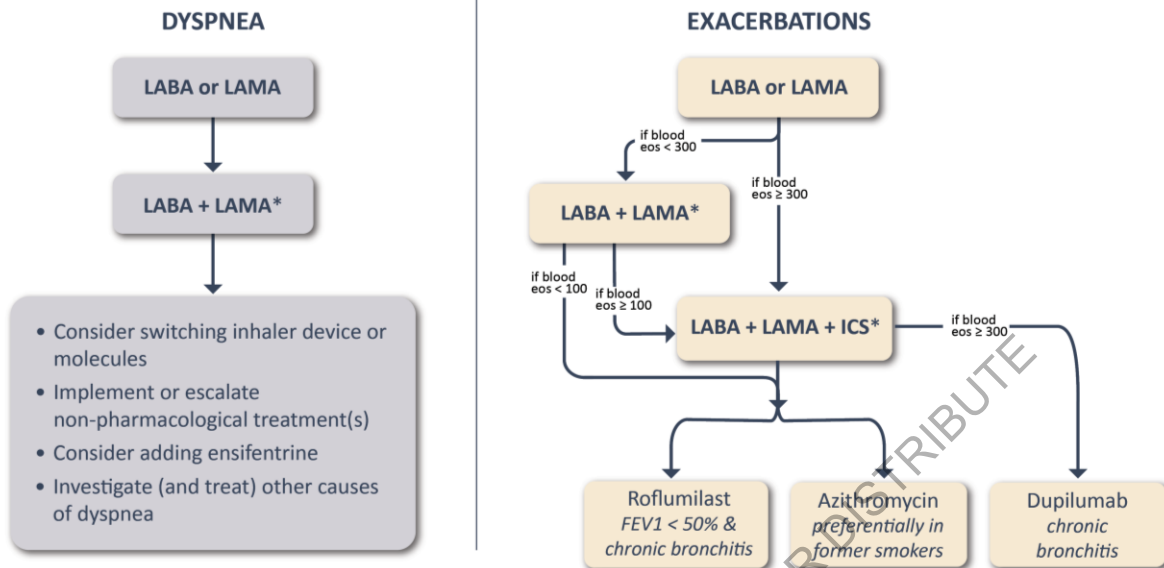 DYSPNEA
LABA or LAMA
LABA + LAMA*
• Consider switching inhaler device or
molecules
• Implement or escalate
non-pharmacological treatment(s)
• Consider adding ensifentrine
• Investigate (and treat) other causes
of dyspnea
EXACERBATIONS
LABA or LAMA
if blood
eos < 300
if blood
eos ≥ 300
LABA + LAMA*
if blood
eos < 100
if blood
eos ≥ 100
LABA + LAMA + ICS*
if blood
eos ≥ 300
Roflumilast
FEV1 < 50% &
chronic bronchitis
Azithromycin
preferentially in
former smokers
Dupilumab
chronic
bronchitis
OR DISTRIBUTE